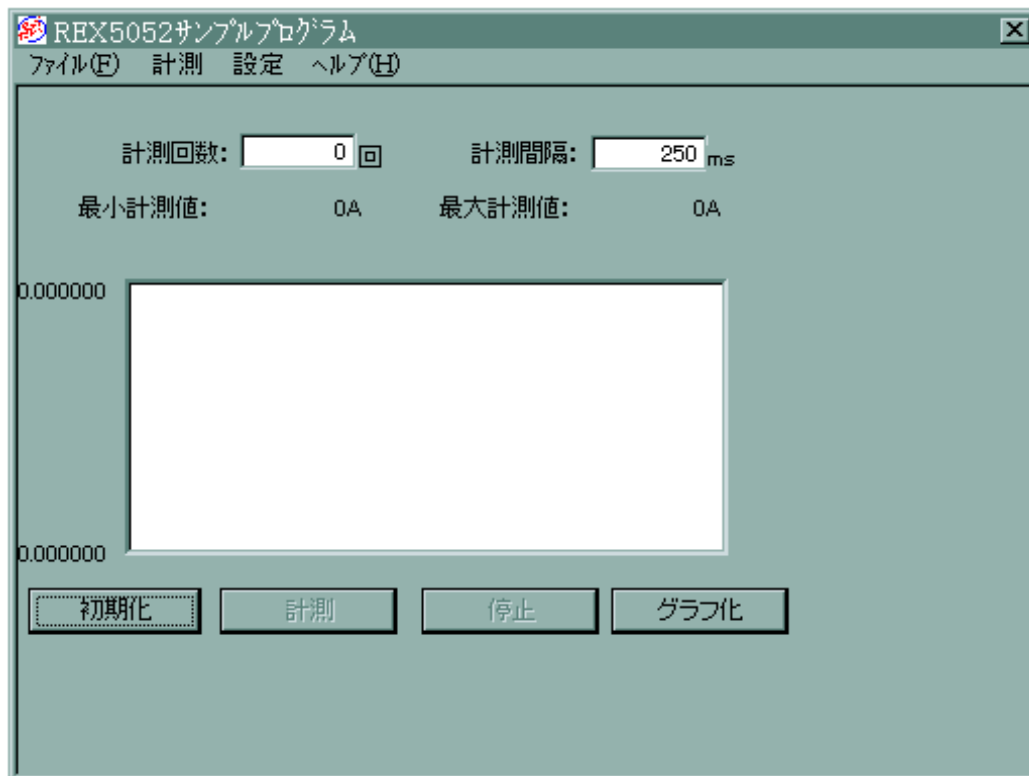 REX5052ｻﾝﾌﾟﾙﾌﾟﾛｸﾞﾗﾑ
ﾌｧｲﾙ(F) 計測 設定 ﾍﾙﾌﾟ(H)
計測回数: 0 回 計測間隔: 250 ms
最小計測値: 0A 最大計測値: 0A
0.000000
0.000000
初期化 計測 停止 グラフ化